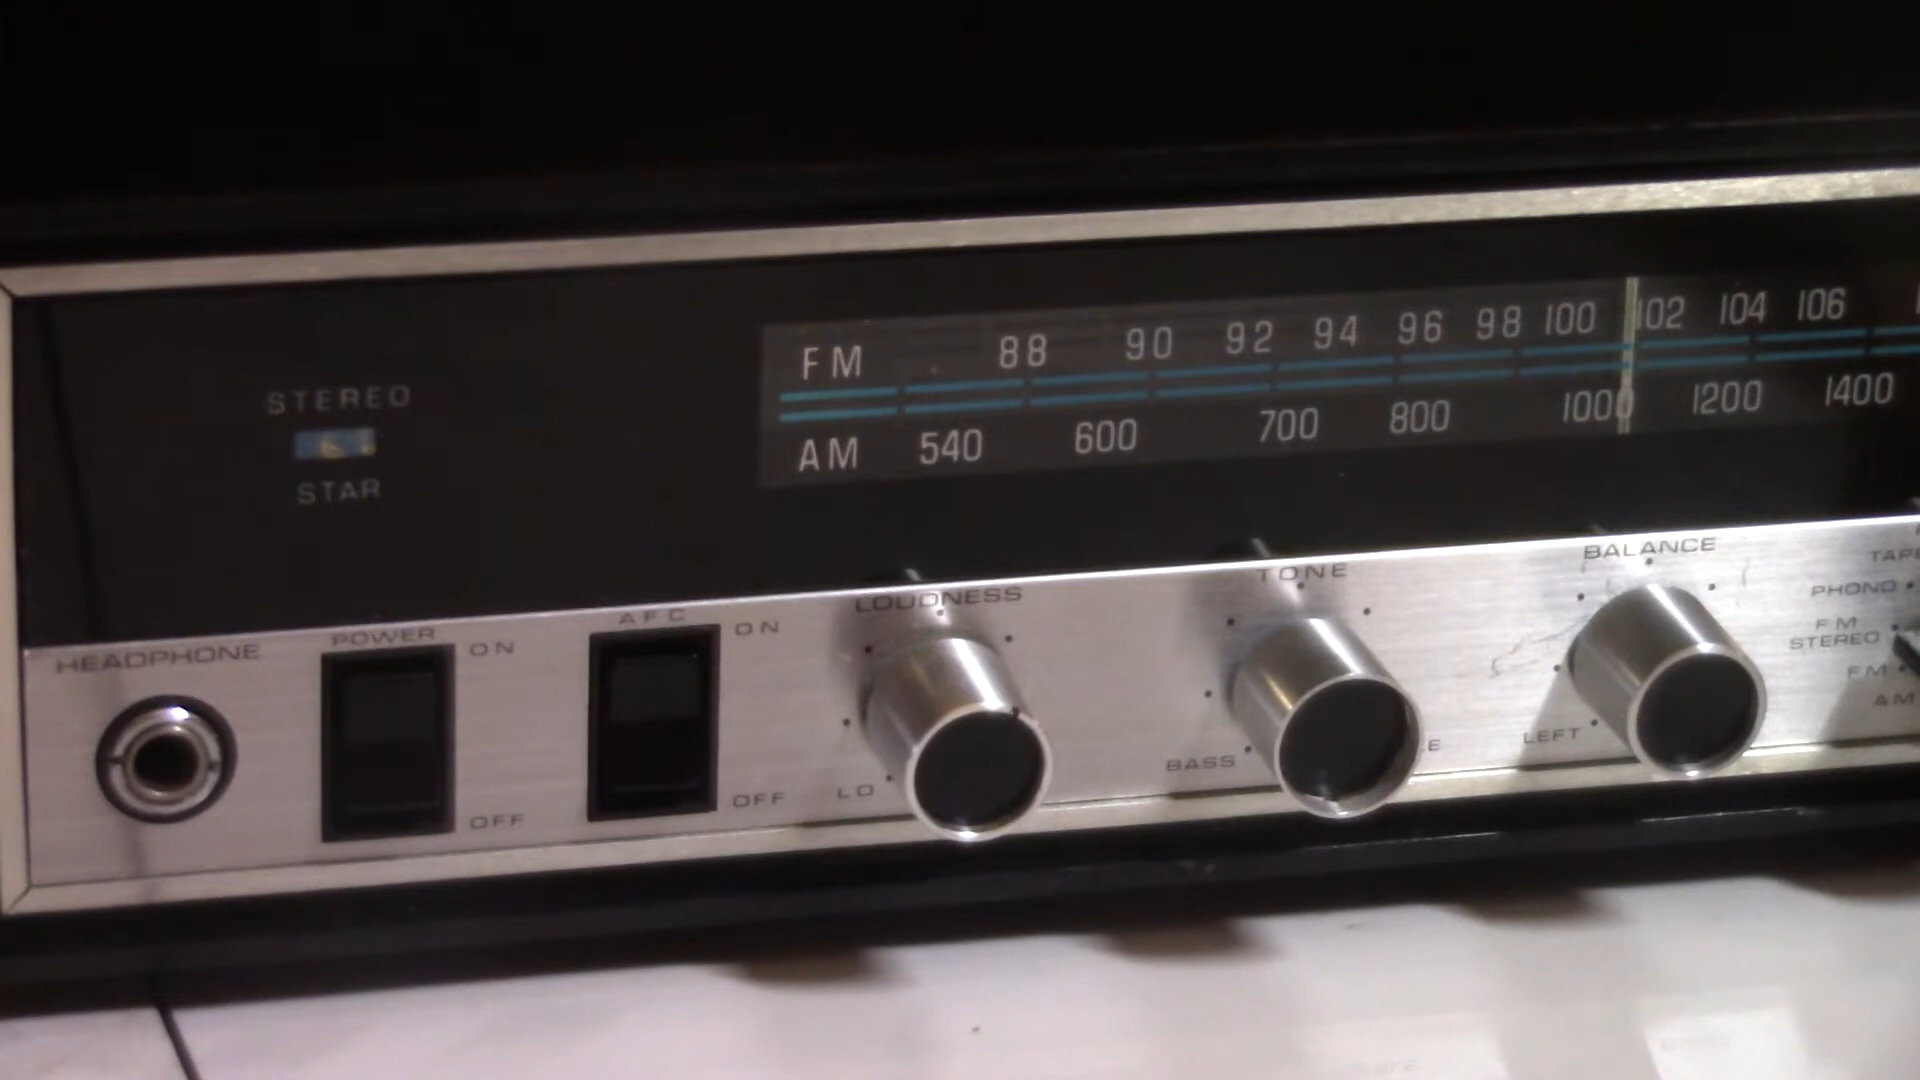 FM 88 90 92 94 96 98 100 102 104 106
AM 540 600 700 800 1000 1200 1400
STEREO
STAR
HEADPHONE
POWER
ON
OFF
AFC
ON
OFF
LOUDNESS
LO
TONE
BASS
E
BALANCE
LEFT
TAPE
PHONO
FM
STEREO
FM
AM